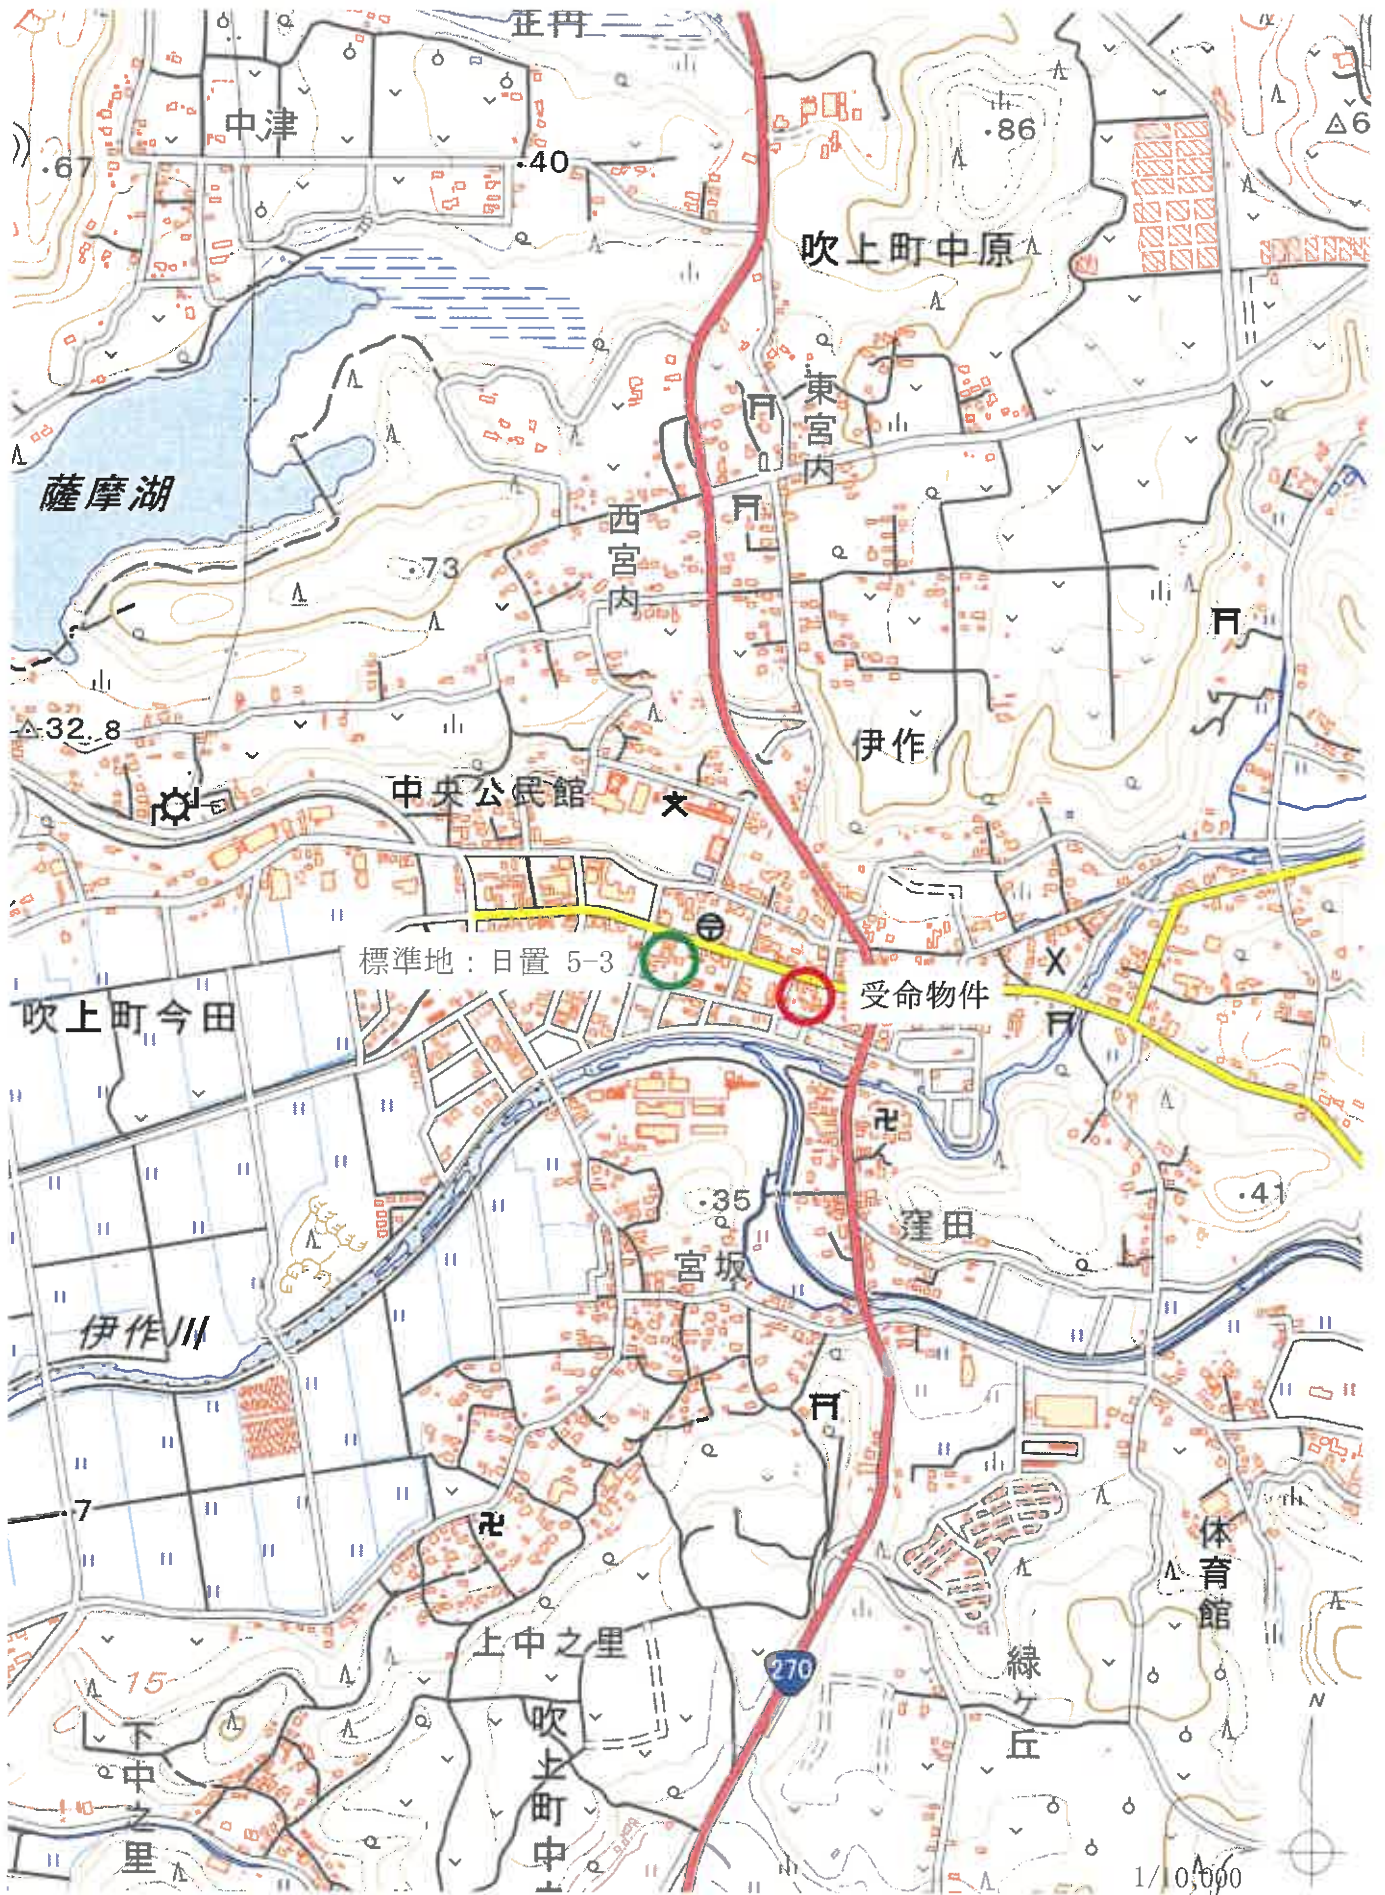 中津
・67
・40
・86
△6
吹上町中原
東宮内
薩摩湖
西宮内
・73
△32.8
伊作
中央公民館
標準地：日置 5-3
受命物件
吹上町今田
・35
・41
窪田
宮坂
伊作川
・7
体育館
上中之里
緑ヶ丘
270
15
下中之里
吹上町中
N
1/10,000